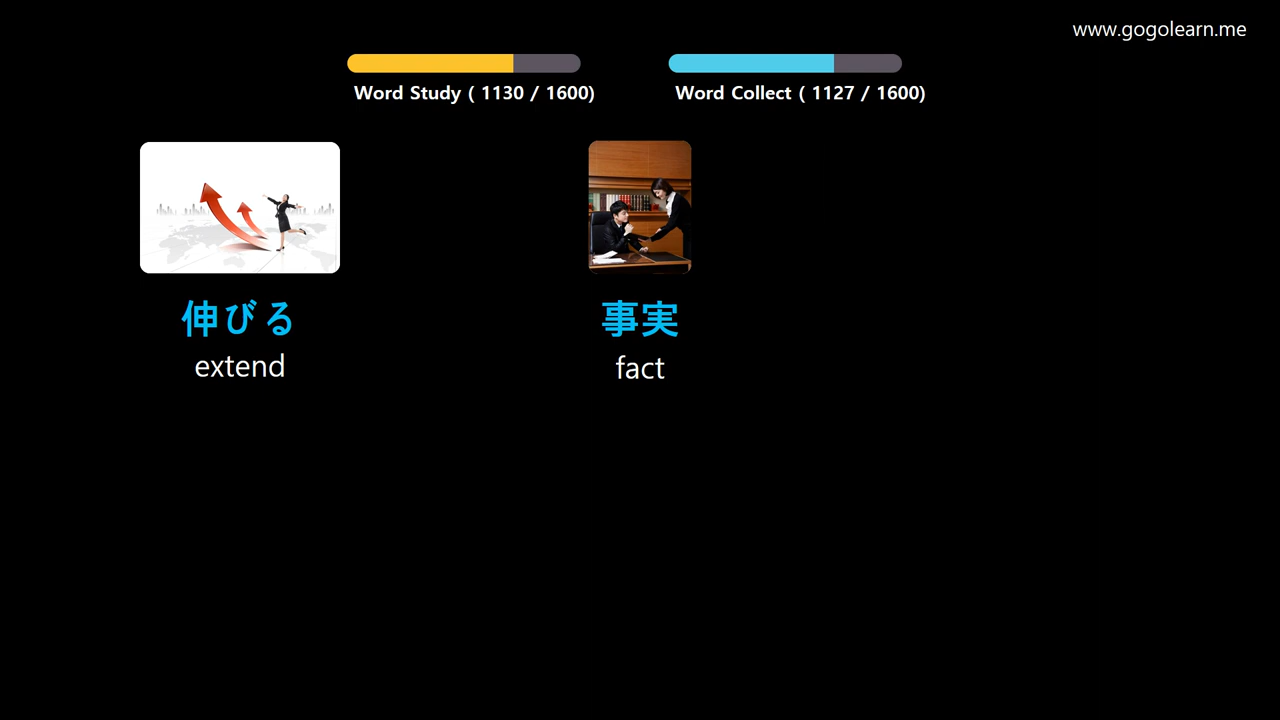 www.gogolearn.me
Word Study ( 1130 / 1600)
Word Collect ( 1127 / 1600)
伸びる
extend
事実
fact